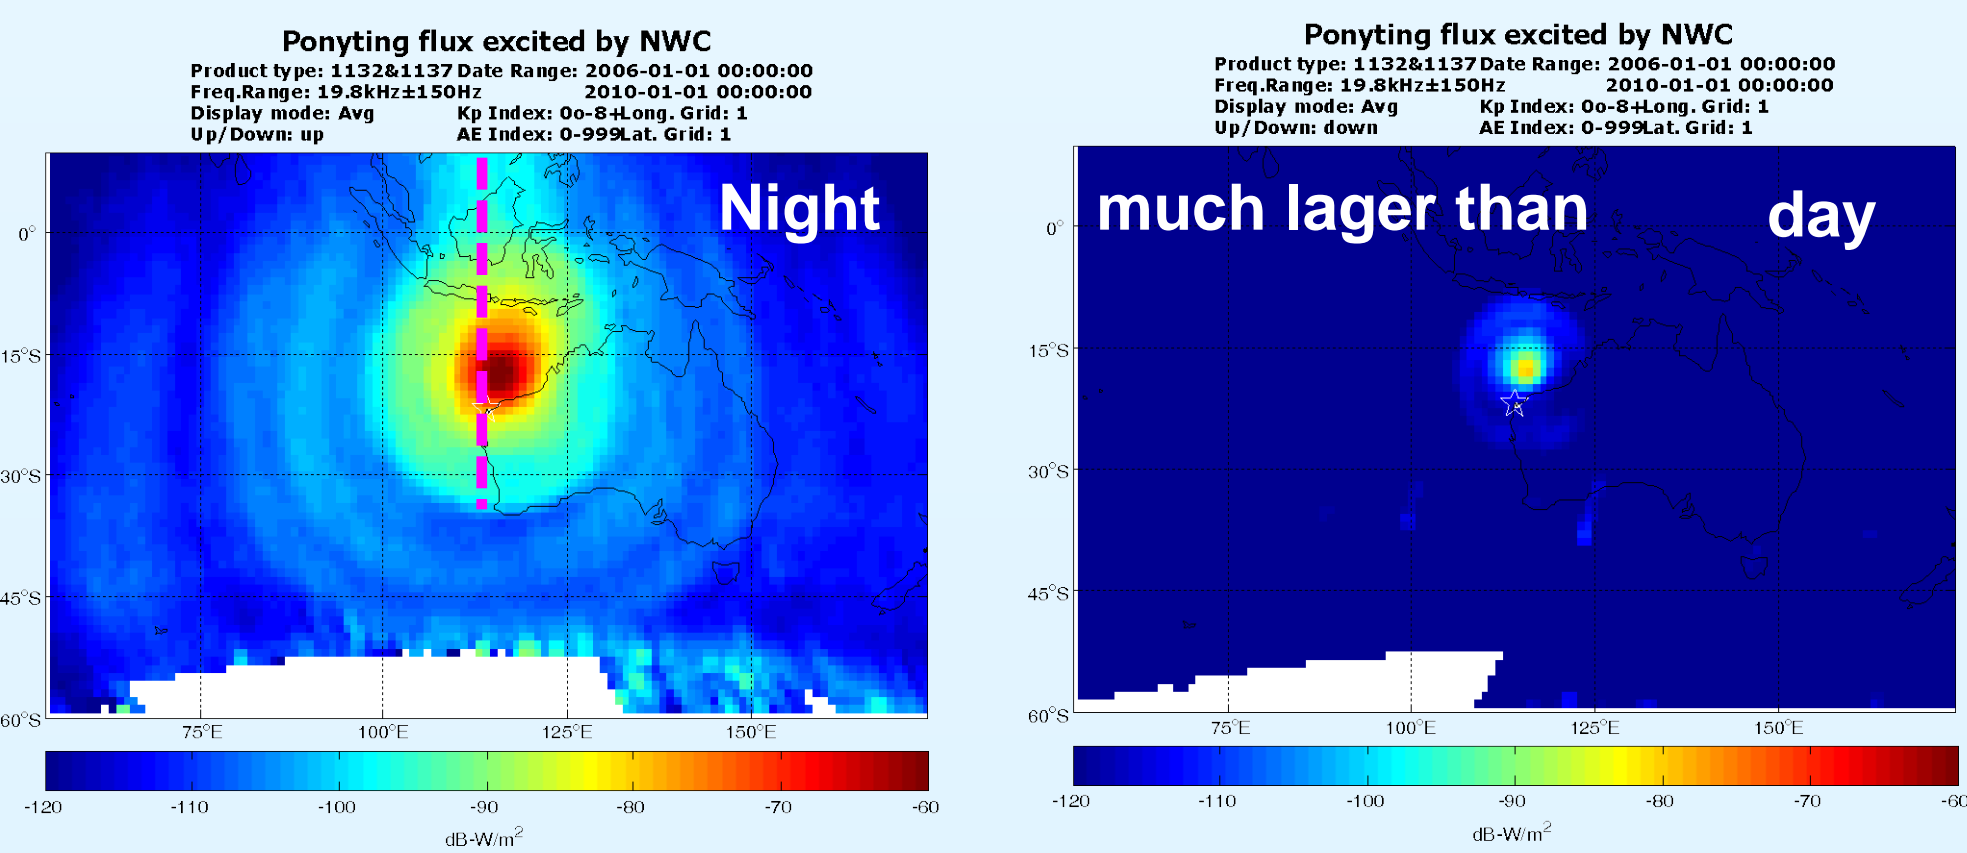 Ponyting flux excited by NWC
Product type: 1132&1137 Date Range: 2006-01-01 00:00:00
Freq.Range: 19.8kHz±150Hz 2010-01-01 00:00:00
Display mode: Avg Kp Index: 0o-8+Long. Grid: 1
Up/Down: up AE Index: 0-999Lat. Grid: 1
Night
0°
15°S
30°S
45°S
60°S
75°E 100°E 125°E 150°E
-120 -110 -100 -90 -80 -70 -60
dB-W/m²
Ponyting flux excited by NWC
Product type: 1132&1137 Date Range: 2006-01-01 00:00:00
Freq.Range: 19.8kHz±150Hz 2010-01-01 00:00:00
Display mode: Avg Kp Index: 0o-8+Long. Grid: 1
Up/Down: down AE Index: 0-999Lat. Grid: 1
much lager than day
0°
15°S
30°S
45°S
60°S
75°E 100°E 125°E 150°E
-120 -110 -100 -90 -80 -70 -60
dB-W/m²